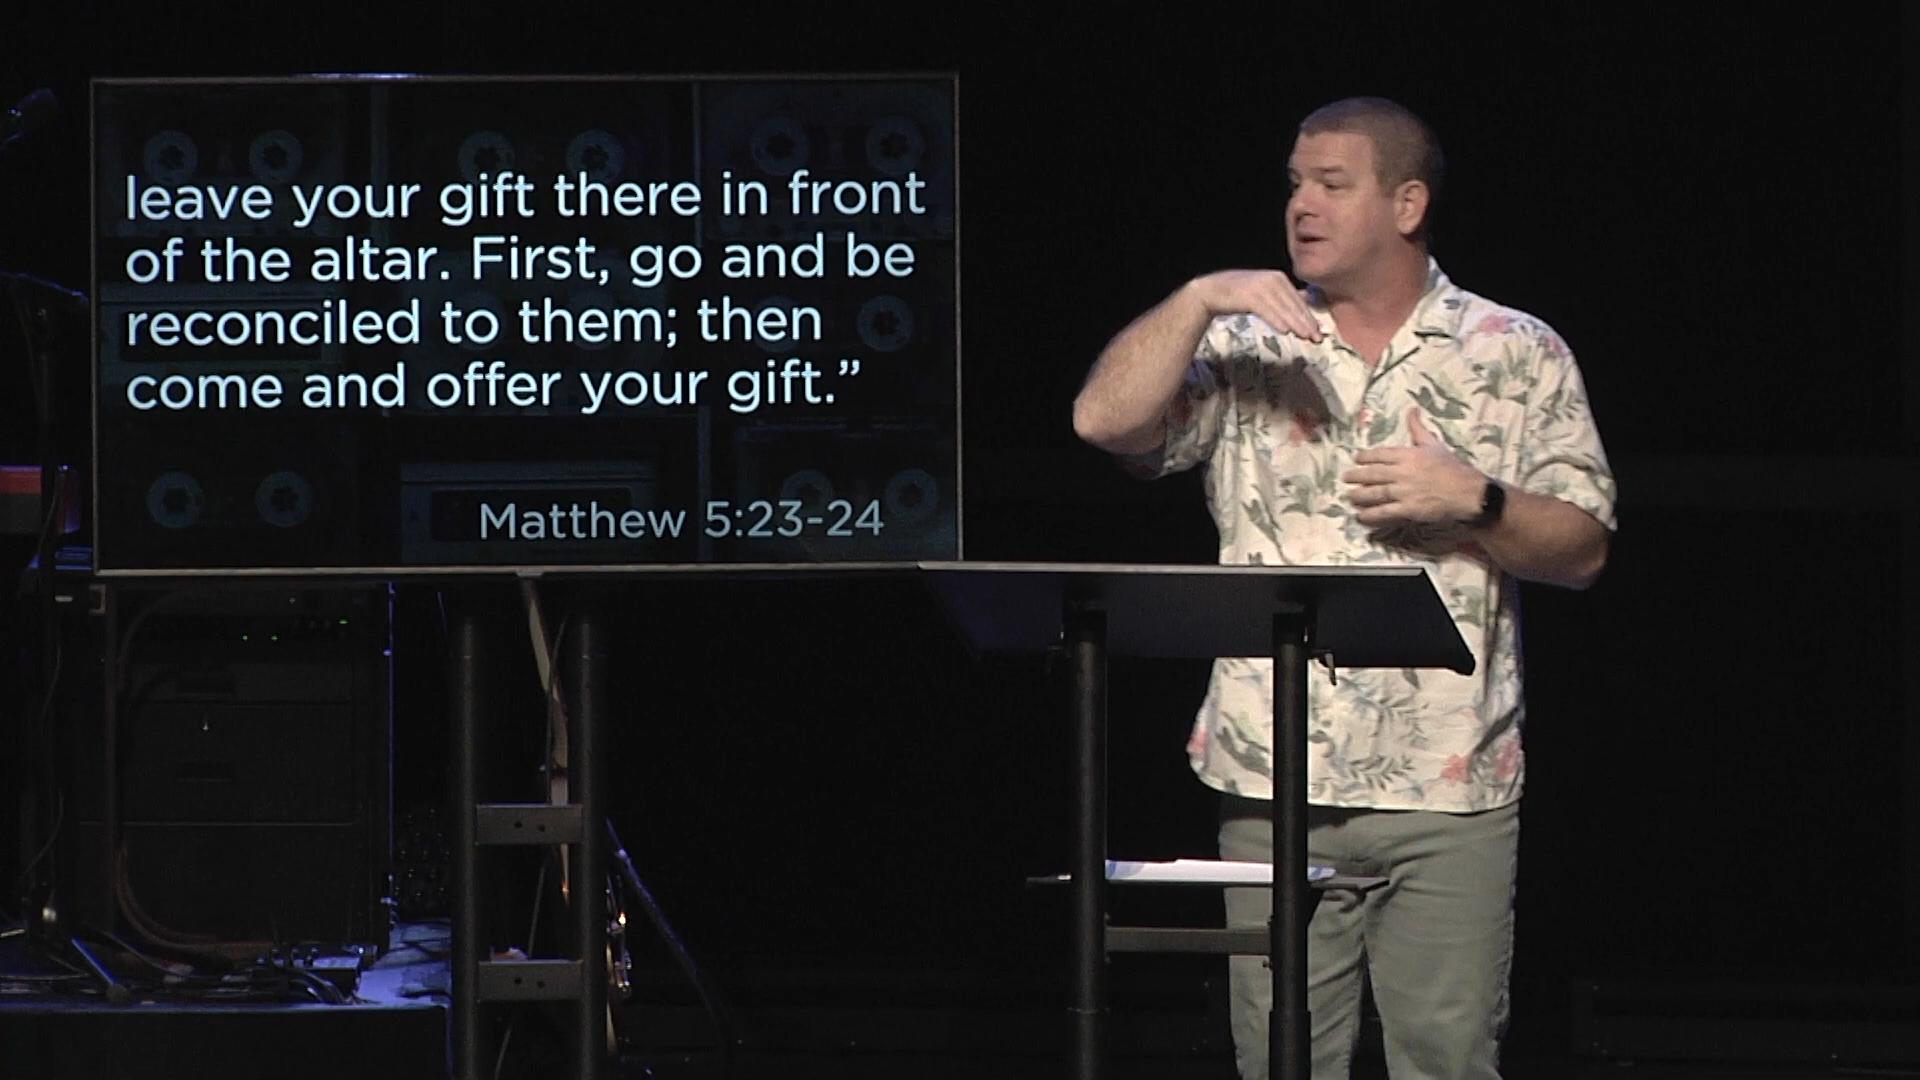 leave your gift there in front
of the altar. First, go and be
reconciled to them; then
come and offer your gift.”
Matthew 5:23-24